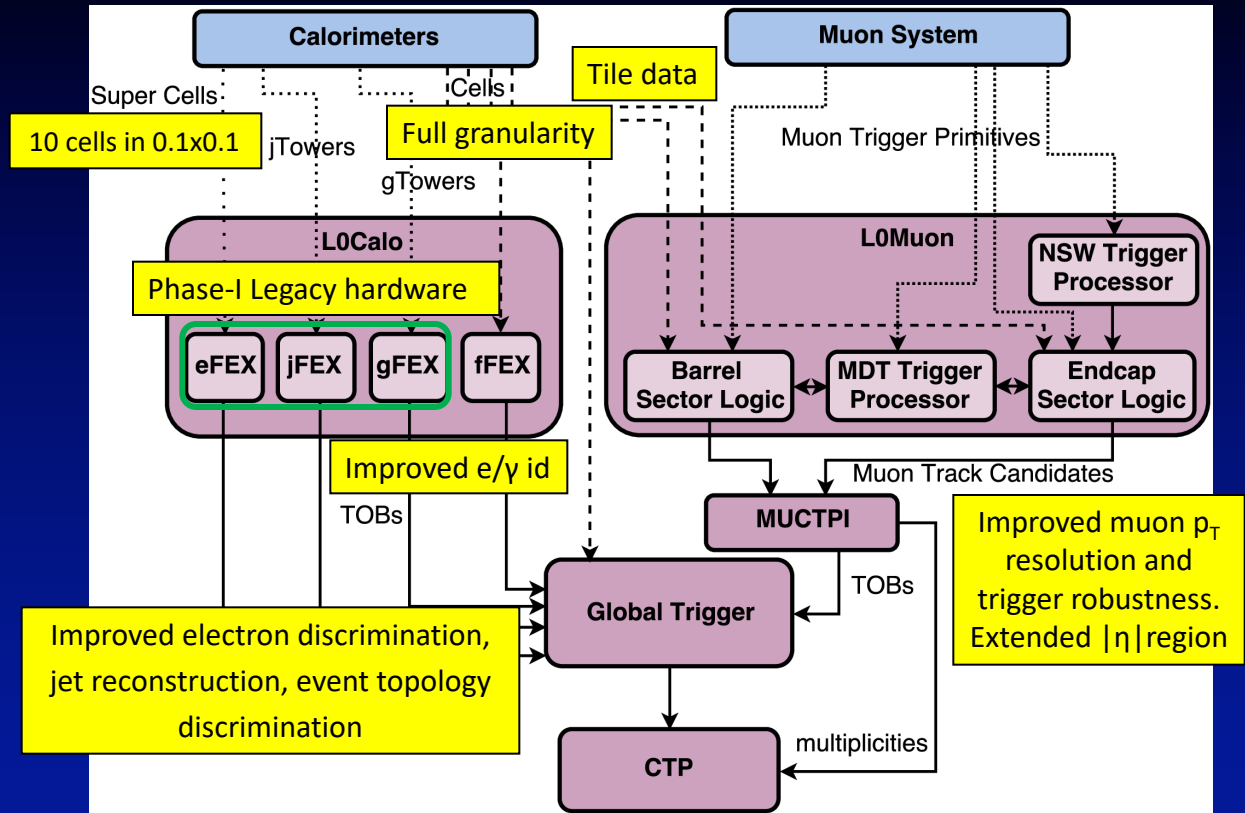 Calorimeters
Muon System
Tile data
Super Cells
Cells
10 cells in 0.1x0.1
jTowers
Full granularity
Muon Trigger Primitives
gTowers
L0Calo
L0Muon
NSW Trigger
Processor
Phase-I Legacy hardware
eFEX
jFEX
gFEX
fFEX
Barrel
Sector Logic
MDT Trigger
Processor
Endcap
Sector Logic
Improved e/γ id
Muon Track Candidates
TOBs
MUCTPI
Improved muon pT
resolution and
trigger robustness.
Extended |η|region
TOBs
Global Trigger
Improved electron discrimination,
jet reconstruction, event topology
discrimination
multiplicities
CTP